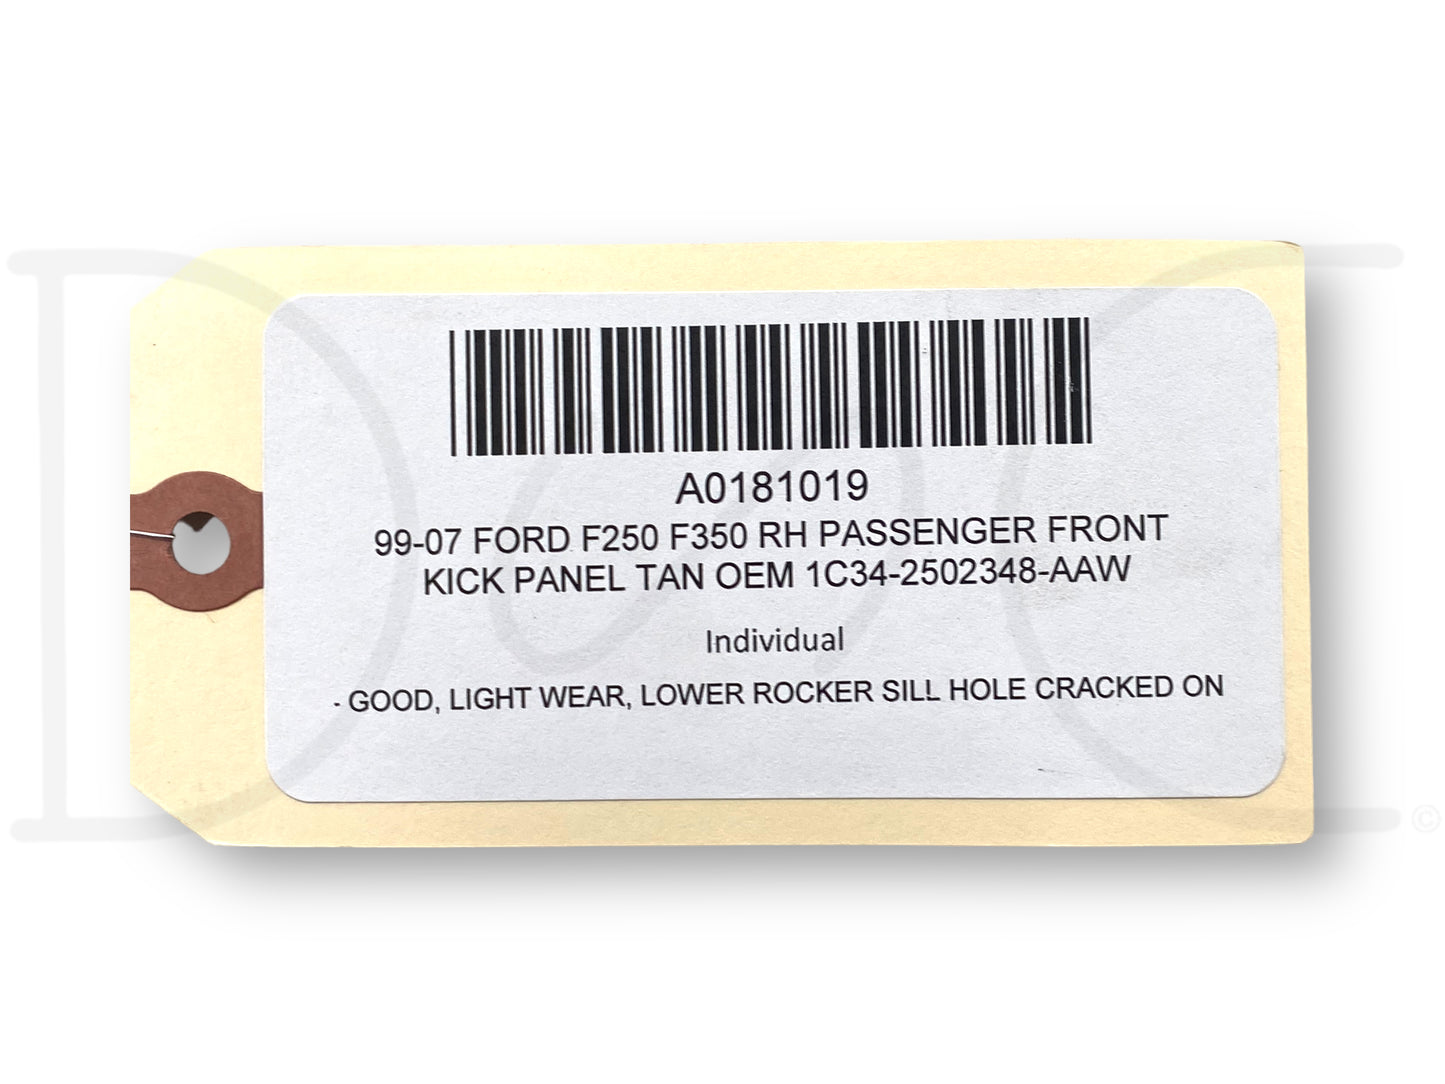 A0181019
99-07 FORD F250 F350 RH PASSENGER FRONT
KICK PANEL TAN OEM 1C34-2502348-AAW
Individual
- GOOD, LIGHT WEAR, LOWER ROCKER SILL HOLE CRACKED ON